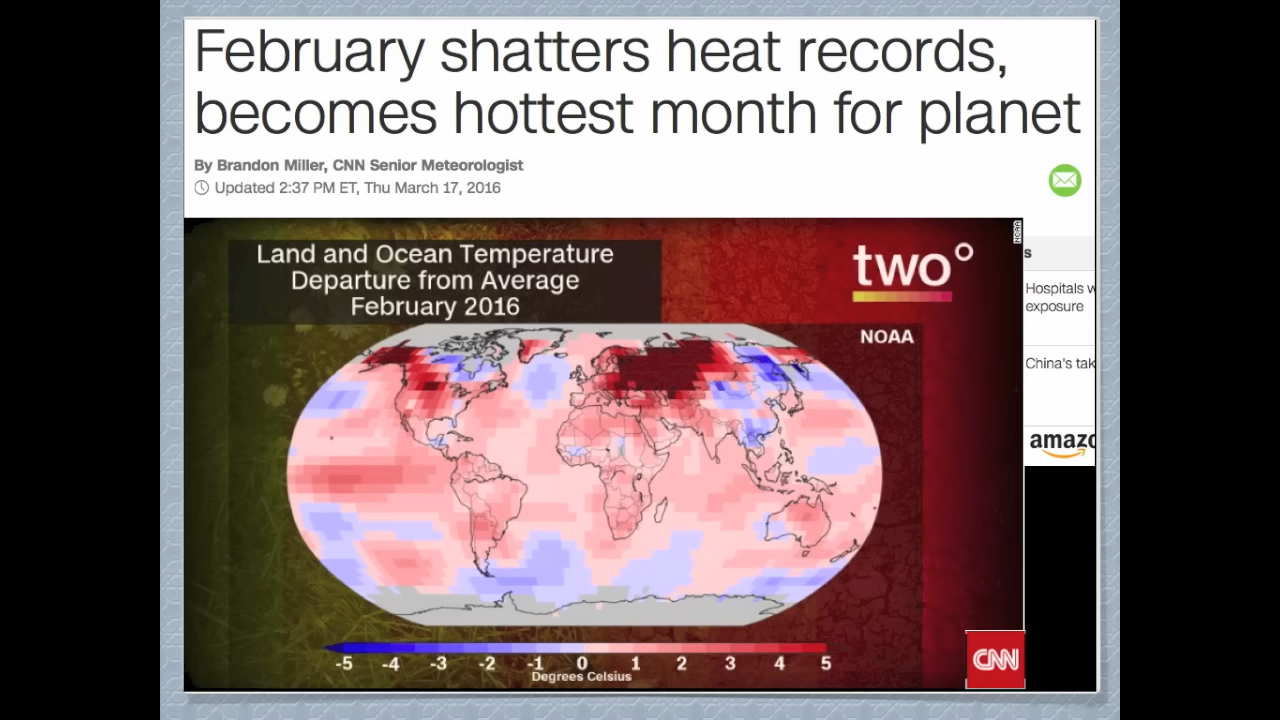 February shatters heat records,
becomes hottest month for planet
By Brandon Miller, CNN Senior Meteorologist
Updated 2:37 PM ET, Thu March 17, 2016
NOAA
Land and Ocean Temperature
Departure from Average
February 2016
two°
NOAA
s
Hospitals w
exposure
China's tak
amazo
-5 -4 -3 -2 -1 0 1 2 3 4 5
Degrees Celsius
CNN